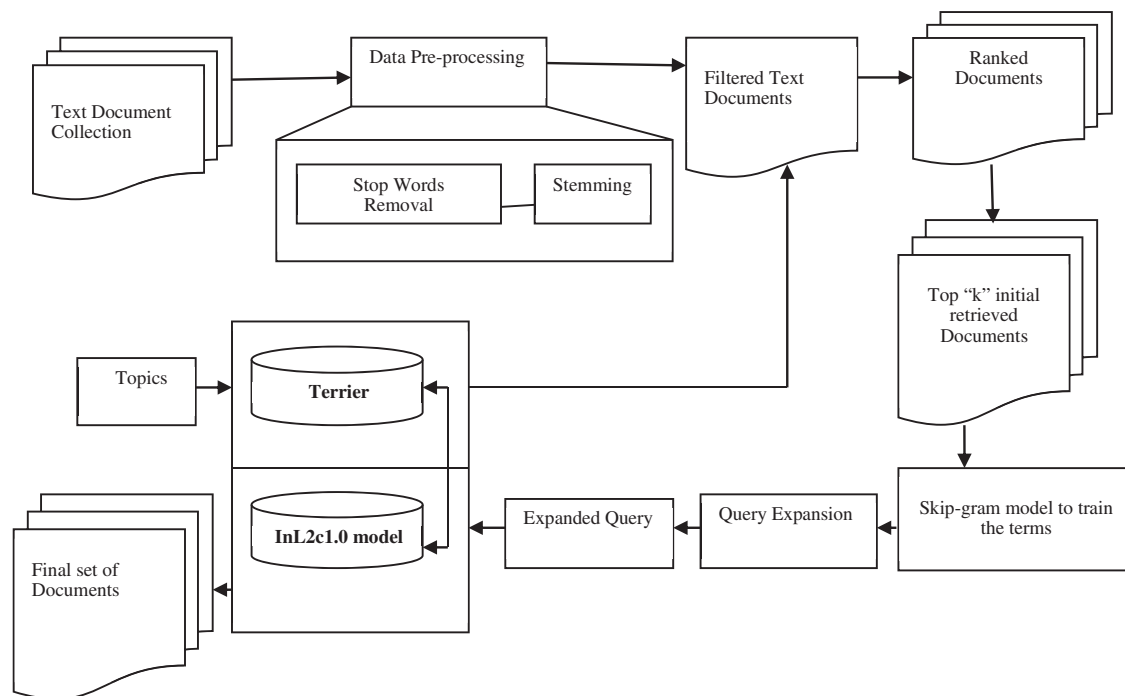 Text Document
Collection
Data Pre-processing
Stop Words
Removal
Stemming
Filtered Text
Documents
Ranked
Documents
Top “k” initial
retrieved
Documents
Topics
Terrier
InL2c1.0 model
Expanded Query
Query Expansion
Skip-gram model to train
the terms
Final set of
Documents